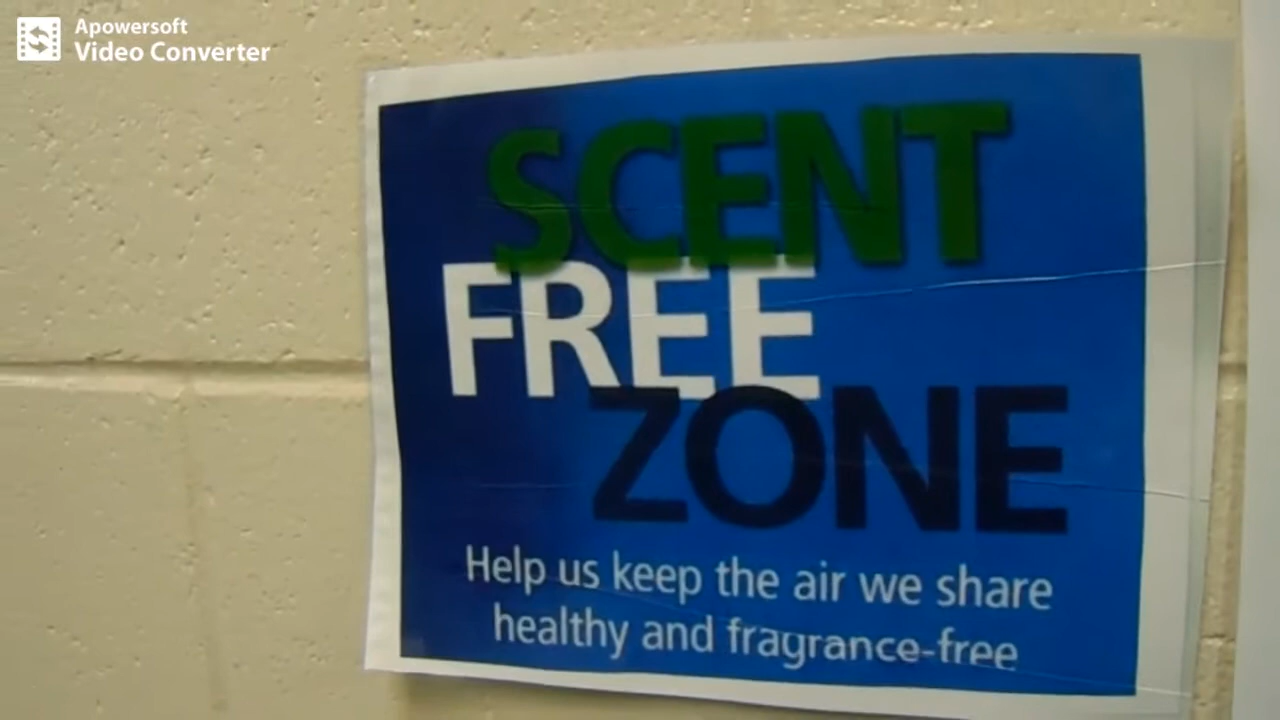 Apowersoft
Video Converter
SCENT
FREE
ZONE
Help us keep the air we share
healthy and fragrance-free